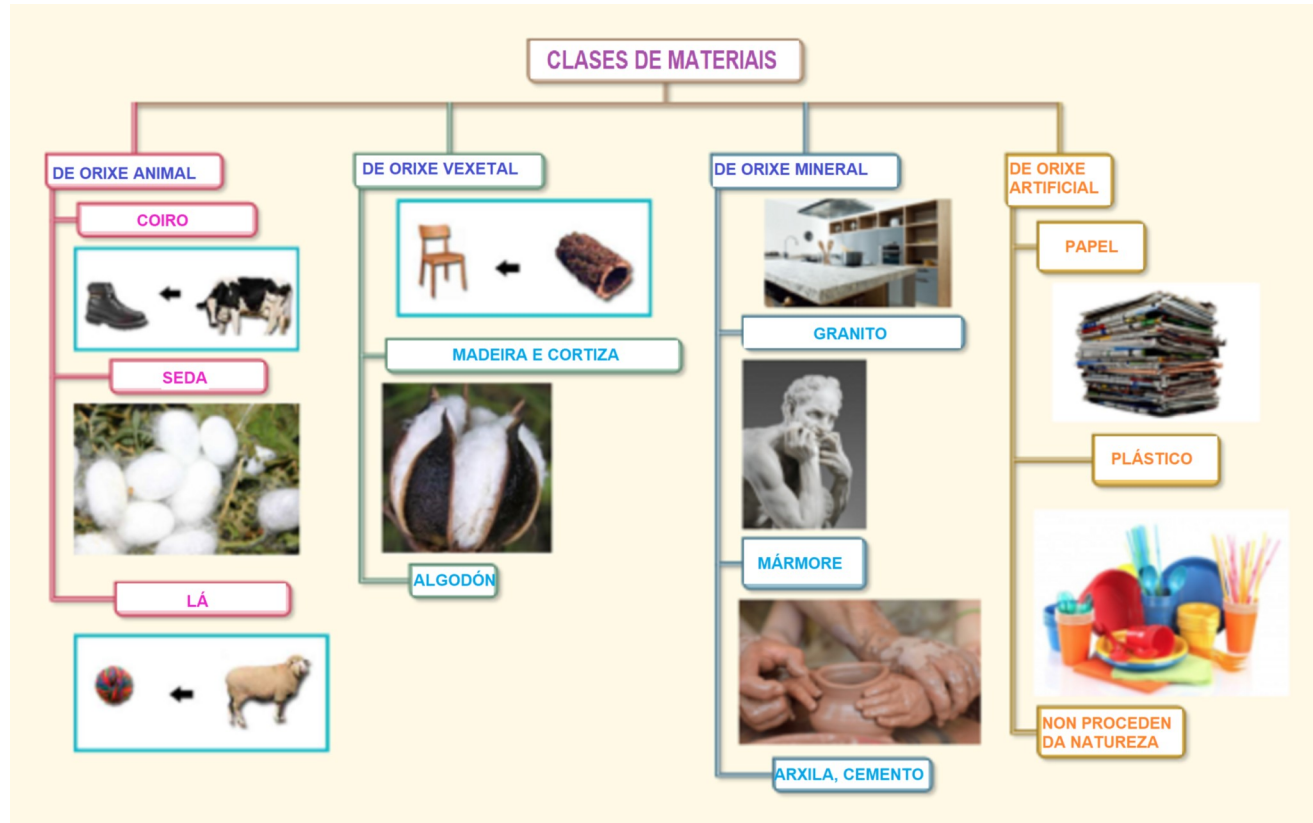 CLASES DE MATERIAIS
DE ORIXE ANIMAL
COIRO
SEDA
LÁ
DE ORIXE VEXETAL
MADEIRA E CORTIZA
ALGODÓN
DE ORIXE MINERAL
GRANITO
MÁRMORE
ARXILA, CEMENTO
DE ORIXE
ARTIFICIAL
PAPEL
PLÁSTICO
NON PROCEDEN
DA NATUREZA